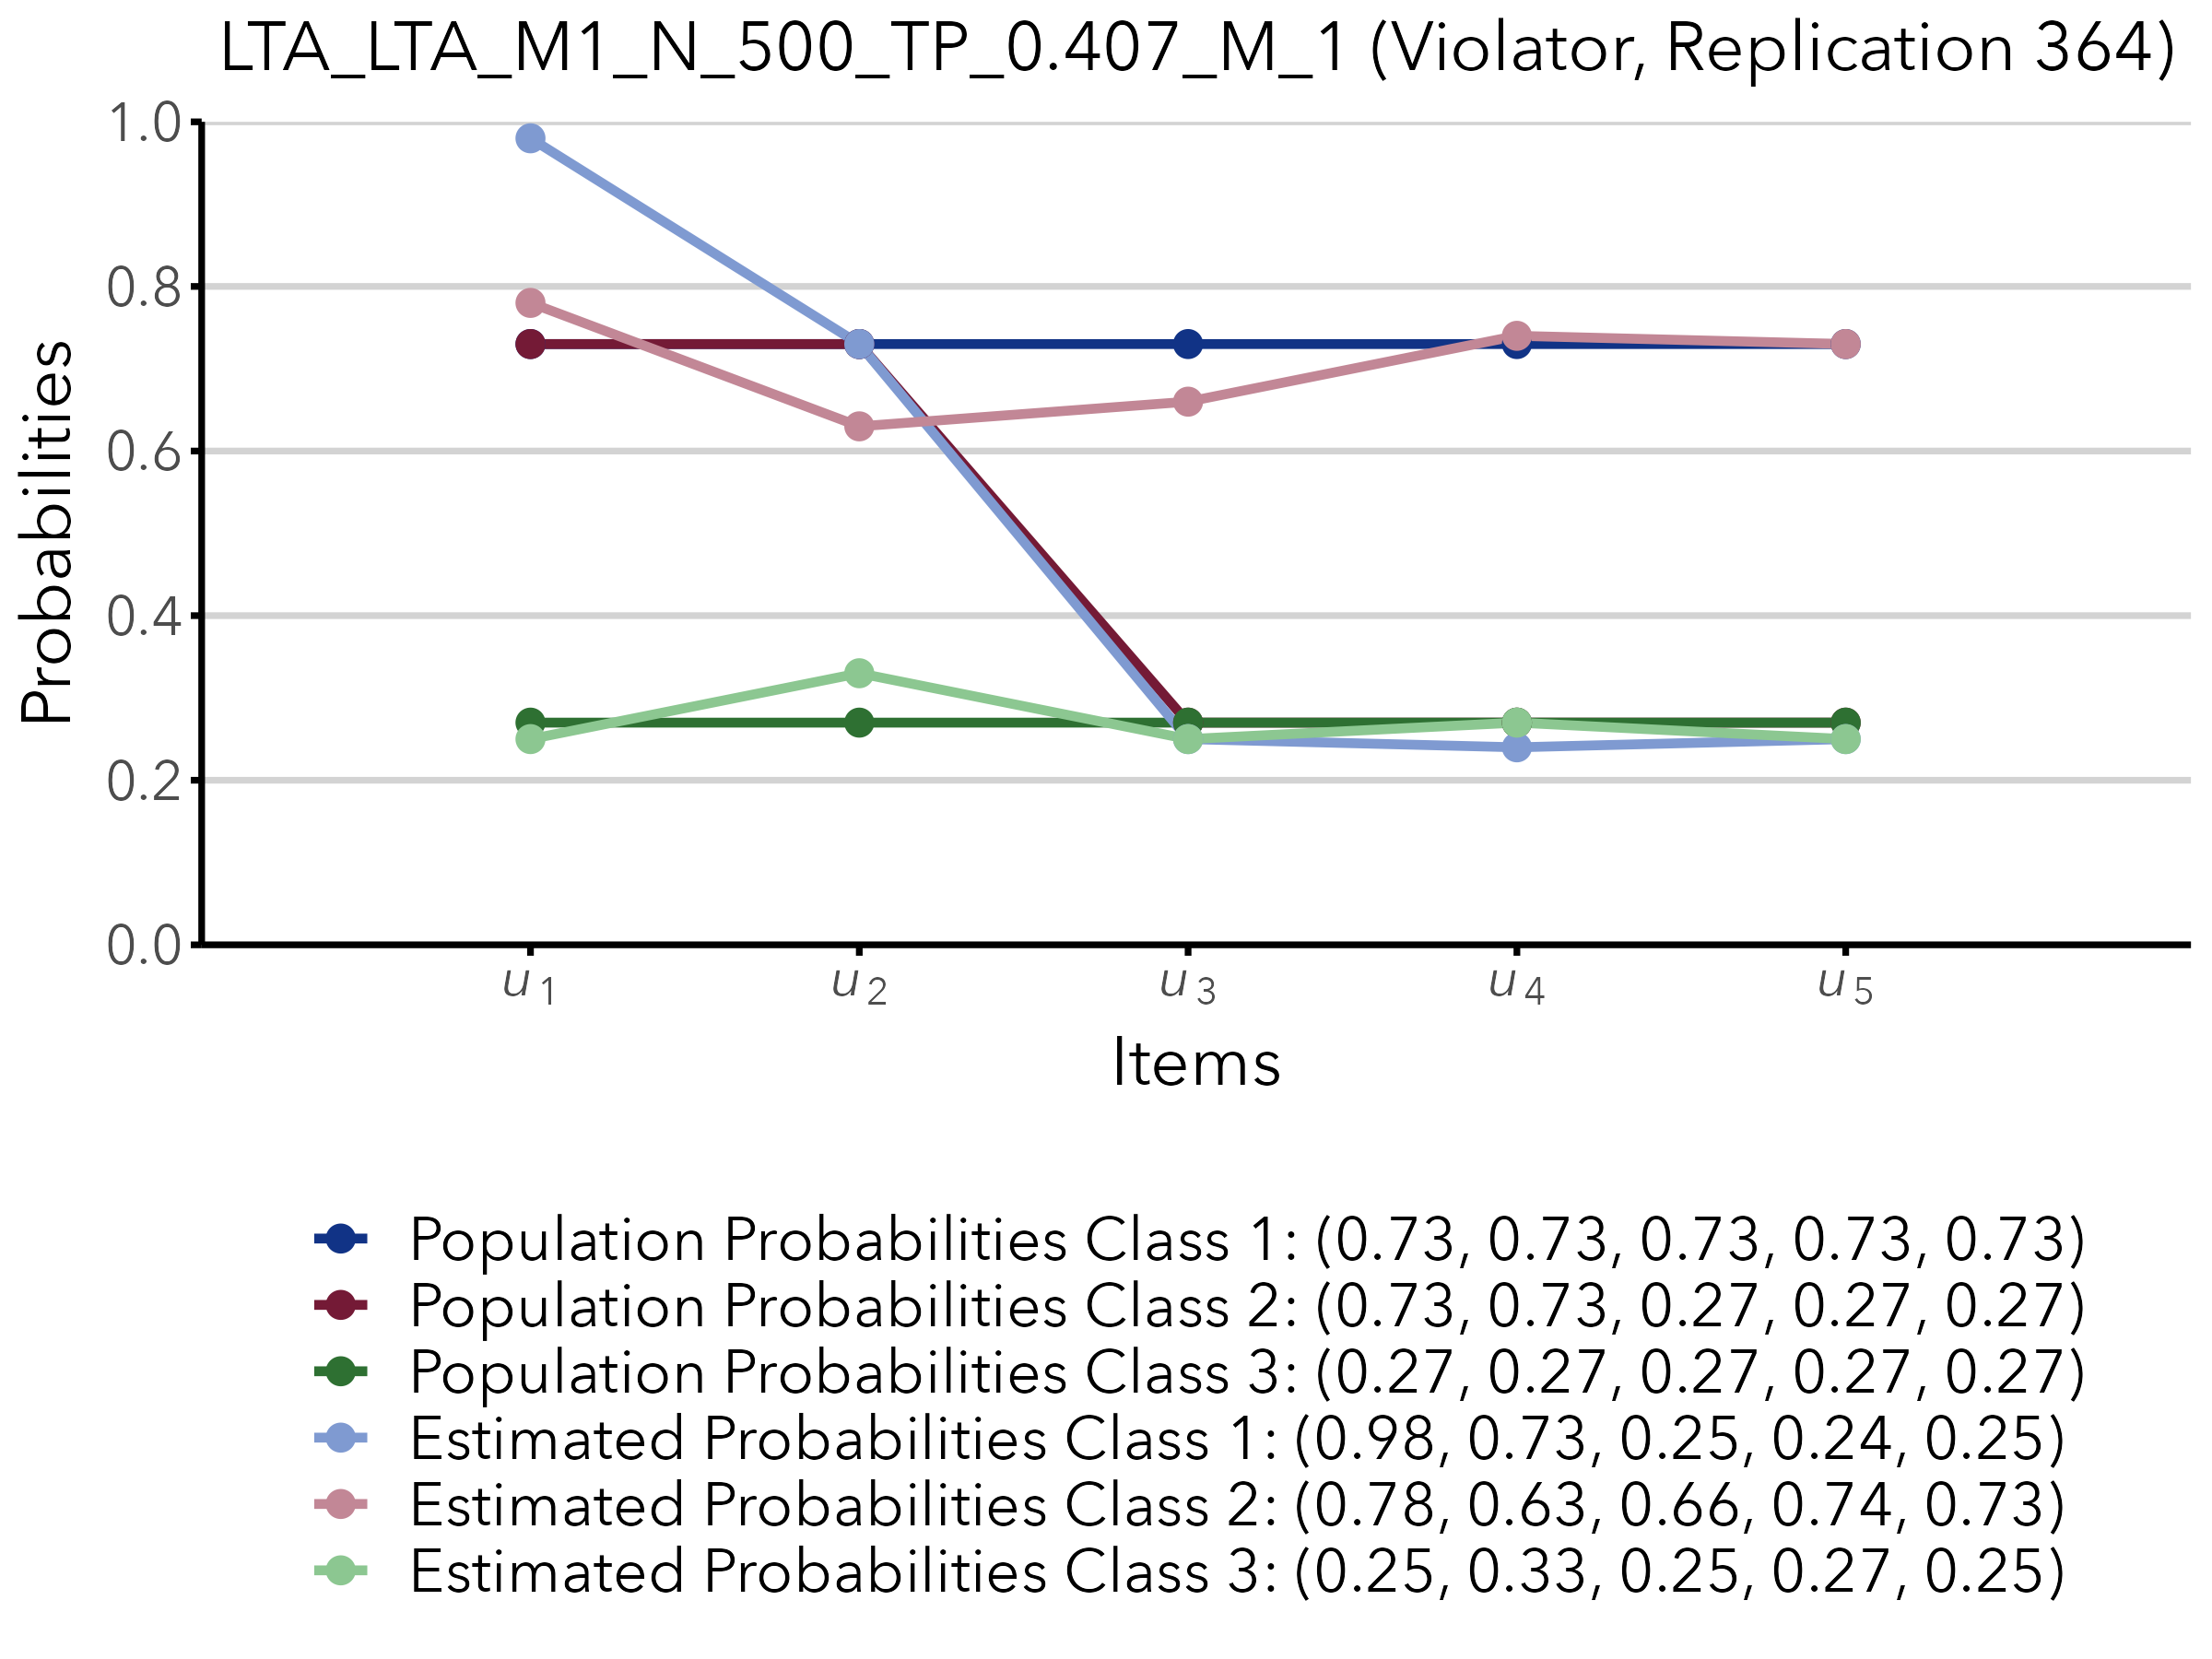 LTA_LTA_M1_N_500_TP_0.407_M_1 (Violator, Replication 364)
1.0
0.8
0.6
0.4
0.2
0.0
Probabilities
u1 u2 u3 u4 u5
Items
Population Probabilities Class 1: (0.73, 0.73, 0.73, 0.73, 0.73)
Population Probabilities Class 2: (0.73, 0.73, 0.27, 0.27, 0.27)
Population Probabilities Class 3: (0.27, 0.27, 0.27, 0.27, 0.27)
Estimated Probabilities Class 1: (0.98, 0.73, 0.25, 0.24, 0.25)
Estimated Probabilities Class 2: (0.78, 0.63, 0.66, 0.74, 0.73)
Estimated Probabilities Class 3: (0.25, 0.33, 0.25, 0.27, 0.25)